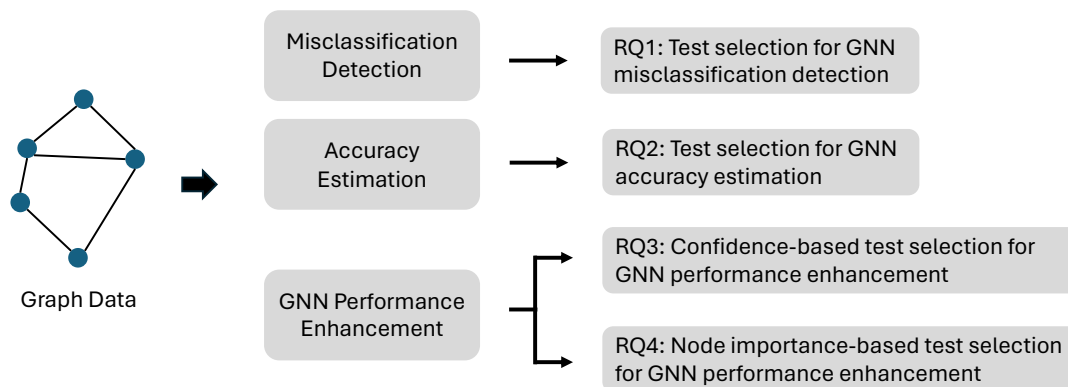 Misclassification
Detection
RQ1: Test selection for GNN
misclassification detection
Accuracy
Estimation
RQ2: Test selection for GNN
accuracy estimation
Graph Data
GNN Performance
Enhancement
RQ3: Confidence-based test selection for
GNN performance enhancement
RQ4: Node importance-based test selection
for GNN performance enhancement